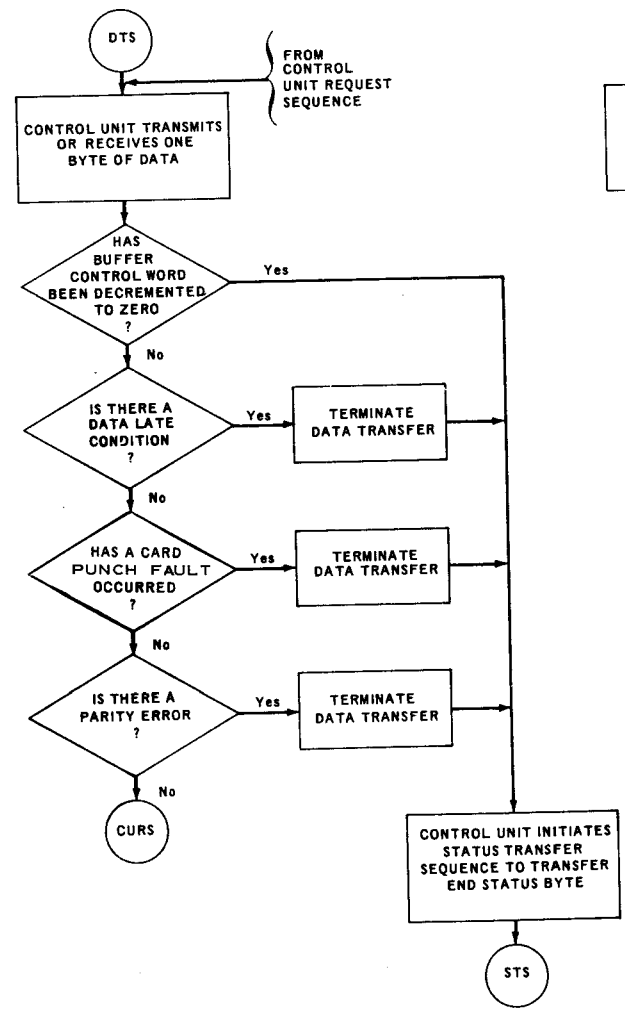 DTS
FROM
CONTROL
UNIT REQUEST
SEQUENCE
CONTROL UNIT TRANSMITS
OR RECEIVES ONE
BYTE OF DATA
HAS
BUFFER
CONTROL WORD
BEEN DECREMENTED
TO ZERO
?
Yes
No
IS THERE A
DATA LATE
CONDITION
?
Yes
TERMINATE
DATA TRANSFER
No
HAS A CARD
PUNCH FAULT
OCCURRED
?
Yes
TERMINATE
DATA TRANSFER
No
IS THERE A
PARITY ERROR
?
Yes
TERMINATE
DATA TRANSFER
No
CURS
CONTROL UNIT INITIATES
STATUS TRANSFER
SEQUENCE TO TRANSFER
END STATUS BYTE
STS